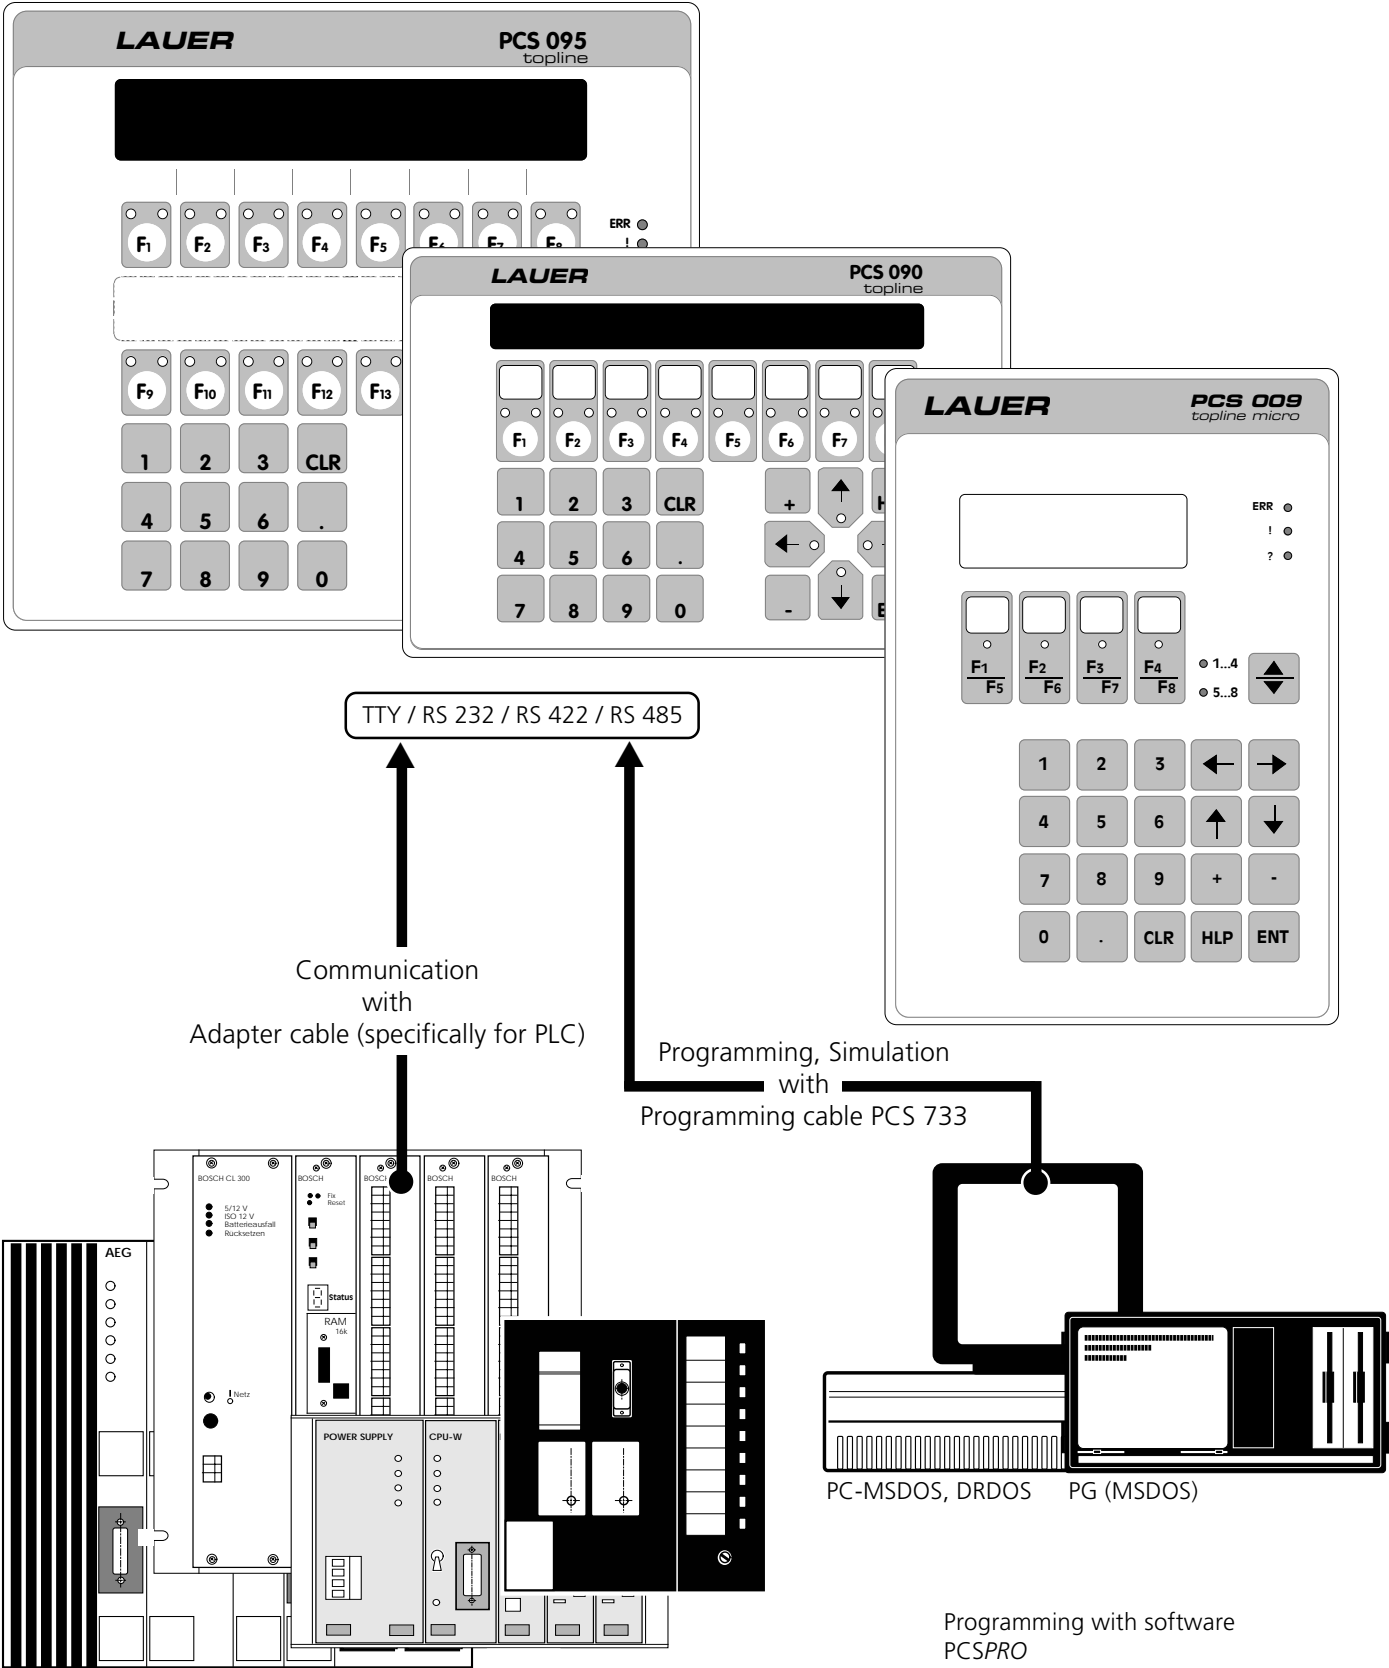 LAUER
PCS 095
topline
F1 F2 F3 F4 F5 F6 F7 F8
ERR
!
F9 F10 F11 F12 F13
1 2 3 CLR
4 5 6 .
7 8 9 0
LAUER
PCS 090
topline
F1 F2 F3 F4 F5 F6 F7
1 2 3 CLR +
4 5 6 .
7 8 9 0 -
LAUER
PCS 009
topline micro
ERR
!
?
F1 F2 F3 F4
F5 F6 F7 F8
1...4
5...8
1 2 3
4 5 6
7 8 9 + -
0 . CLR HLP ENT
TTY / RS 232 / RS 422 / RS 485
Communication
with
Adapter cable (specifically for PLC)
Programming, Simulation
with
Programming cable PCS 733
BOSCH CL 300
5/12 V
ISO 12 V
Batterieausfall
Rücksetzen
I Netz
BOSCH
Fix
Reset
Status
RAM
16k
BOSCH
BOSCH
BOSCH
AEG
POWER SUPPLY
CPU-W
PC-MSDOS, DRDOS
PG (MSDOS)
Programming with software
PCSPRO